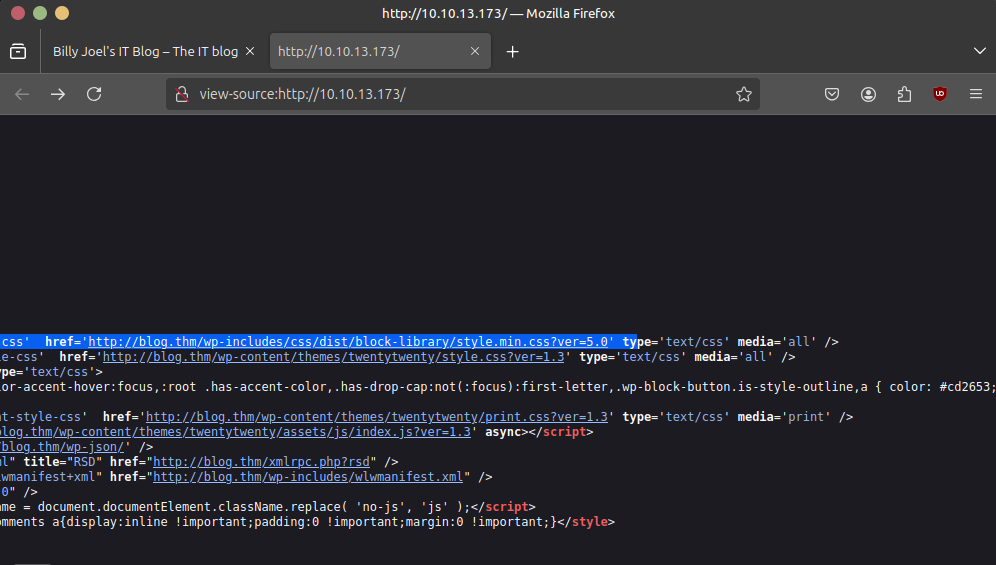 http://10.10.13.173/ — Mozilla Firefox
Billy Joel's IT Blog – The IT blog
http://10.10.13.173/
view-source:http://10.10.13.173/
css'  href='http://blog.thm/wp-includes/css/dist/block-library/style.min.css?ver=5.0' type='text/css' media='all' />
le-css'  href='http://blog.thm/wp-content/themes/twentytwenty/style.css?ver=1.3' type='text/css' media='all' />
ype='text/css'>
or-accent-hover:focus,:root .has-accent-color,.has-drop-cap:not(:focus):first-letter,.wp-block-button.is-style-outline,a { color: #cd2653;
nt-style-css'  href='http://blog.thm/wp-content/themes/twentytwenty/print.css?ver=1.3' type='text/css' media='print' />
blog.thm/wp-content/themes/twentytwenty/assets/js/index.js?ver=1.3' async></script>
/blog.thm/wp-json/' />
ml" title="RSD" href="http://blog.thm/xmlrpc.php?rsd" />
lwmanifest+xml" href="http://blog.thm/wp-includes/wlwmanifest.xml" />
0" />
ame = document.documentElement.className.replace( 'no-js', 'js' );</script>
omments a{display:inline !important;padding:0 !important;margin:0 !important;}</style>